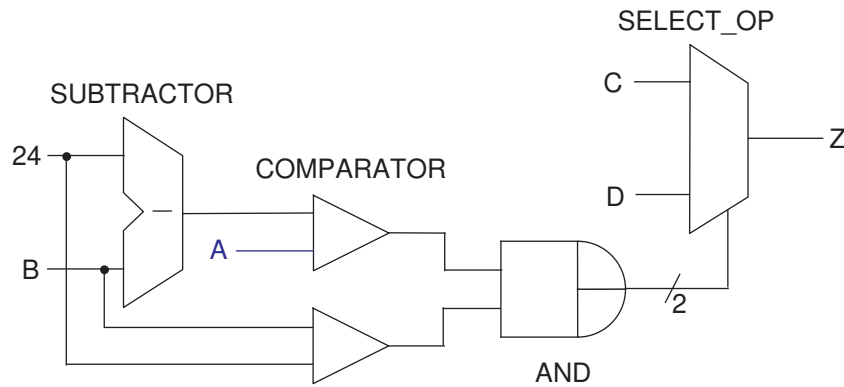 SELECT_OP
C
SUBTRACTOR
Z
24
COMPARATOR
D
A
B
2
AND